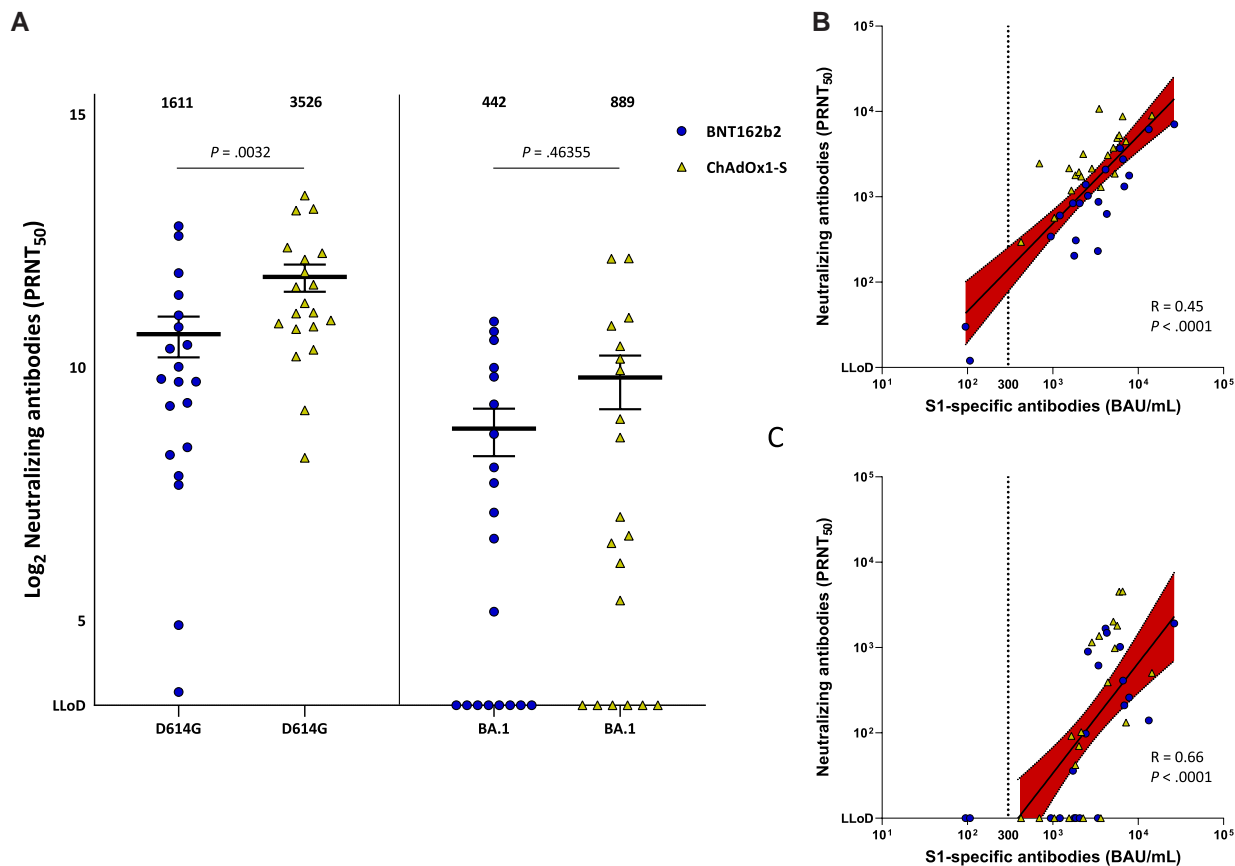 A
Log2 Neutralizing antibodies (PRNT50)
15
10
5
LLoD
1611
3526
442
889
P = .0032
P = .46355
D614G
D614G
BA.1
BA.1
BNT162b2
ChAdOx1-S
B
Neutralizing antibodies (PRNT50)
10^5
10^4
10^3
10^2
LLoD
10^1
10^2
300
10^3
10^4
10^5
S1-specific antibodies (BAU/mL)
R = 0.45
P < .0001
C
Neutralizing antibodies (PRNT50)
10^5
10^4
10^3
10^2
LLoD
10^1
10^2
300
10^3
10^4
10^5
S1-specific antibodies (BAU/mL)
R = 0.66
P < .0001